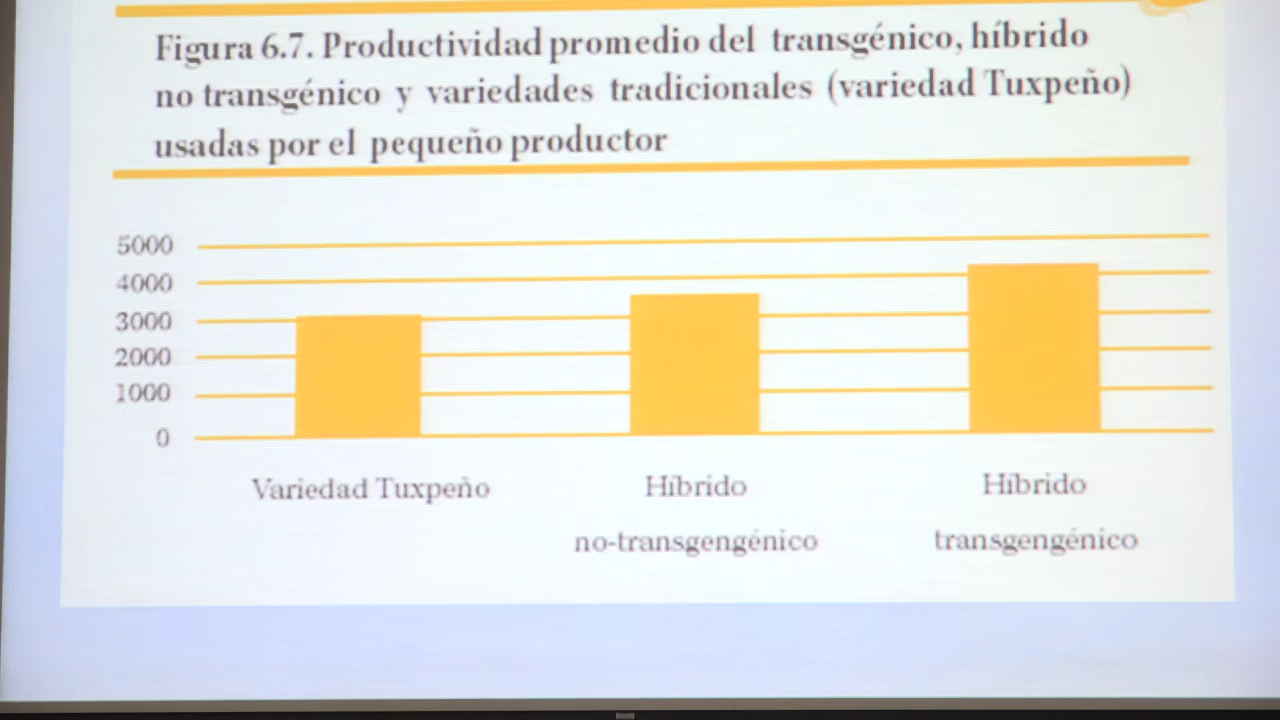 Figura 6.7. Productividad promedio del transgénico, híbrido
no transgénico y variedades tradicionales (variedad Tuxpeño)
usadas por el pequeño productor
5000
4000
3000
2000
1000
0
Variedad Tuxpeño
Híbrido
no-transgengénico
Híbrido
transgengénico